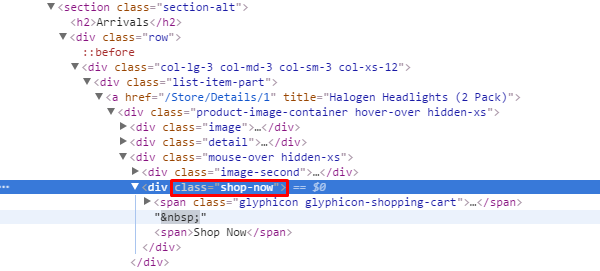 <section class="section-alt">
<h2>Arrivals</h2>
<div class="row">
::before
<div class="col-lg-3 col-md-3 col-sm-3 col-xs-12">
<div class="list-item-part">
<a href="/Store/Details/1" title="Halogen Headlights (2 Pack)">
<div class="product-image-container hover-over hidden-xs">
<div class="image">…</div>
<div class="detail">…</div>
<div class="mouse-over hidden-xs">
<div class="image-second">…</div>
<div class="shop-now"> == $0
<span class="glyphicon glyphicon-shopping-cart">…</span>
"&nbsp;"
<span>Shop Now</span>
</div>
</div>